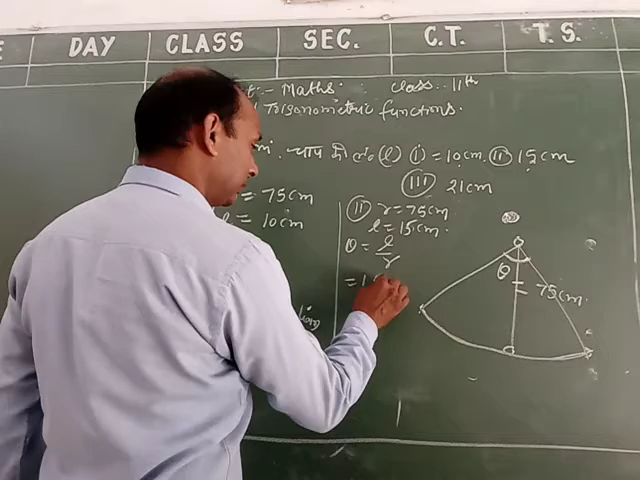 DAY CLASS SEC. C.T. T.S.
:- Maths. class. 11th
Trigonometric functions.
चाप की लं० (l) (i) = 10cm. (ii) 15cm
(III) 21cm
= 75cm
l = 10cm
(II) r = 75cm
l = 15cm.
θ = l/r
= 1
θ
= 75cm.